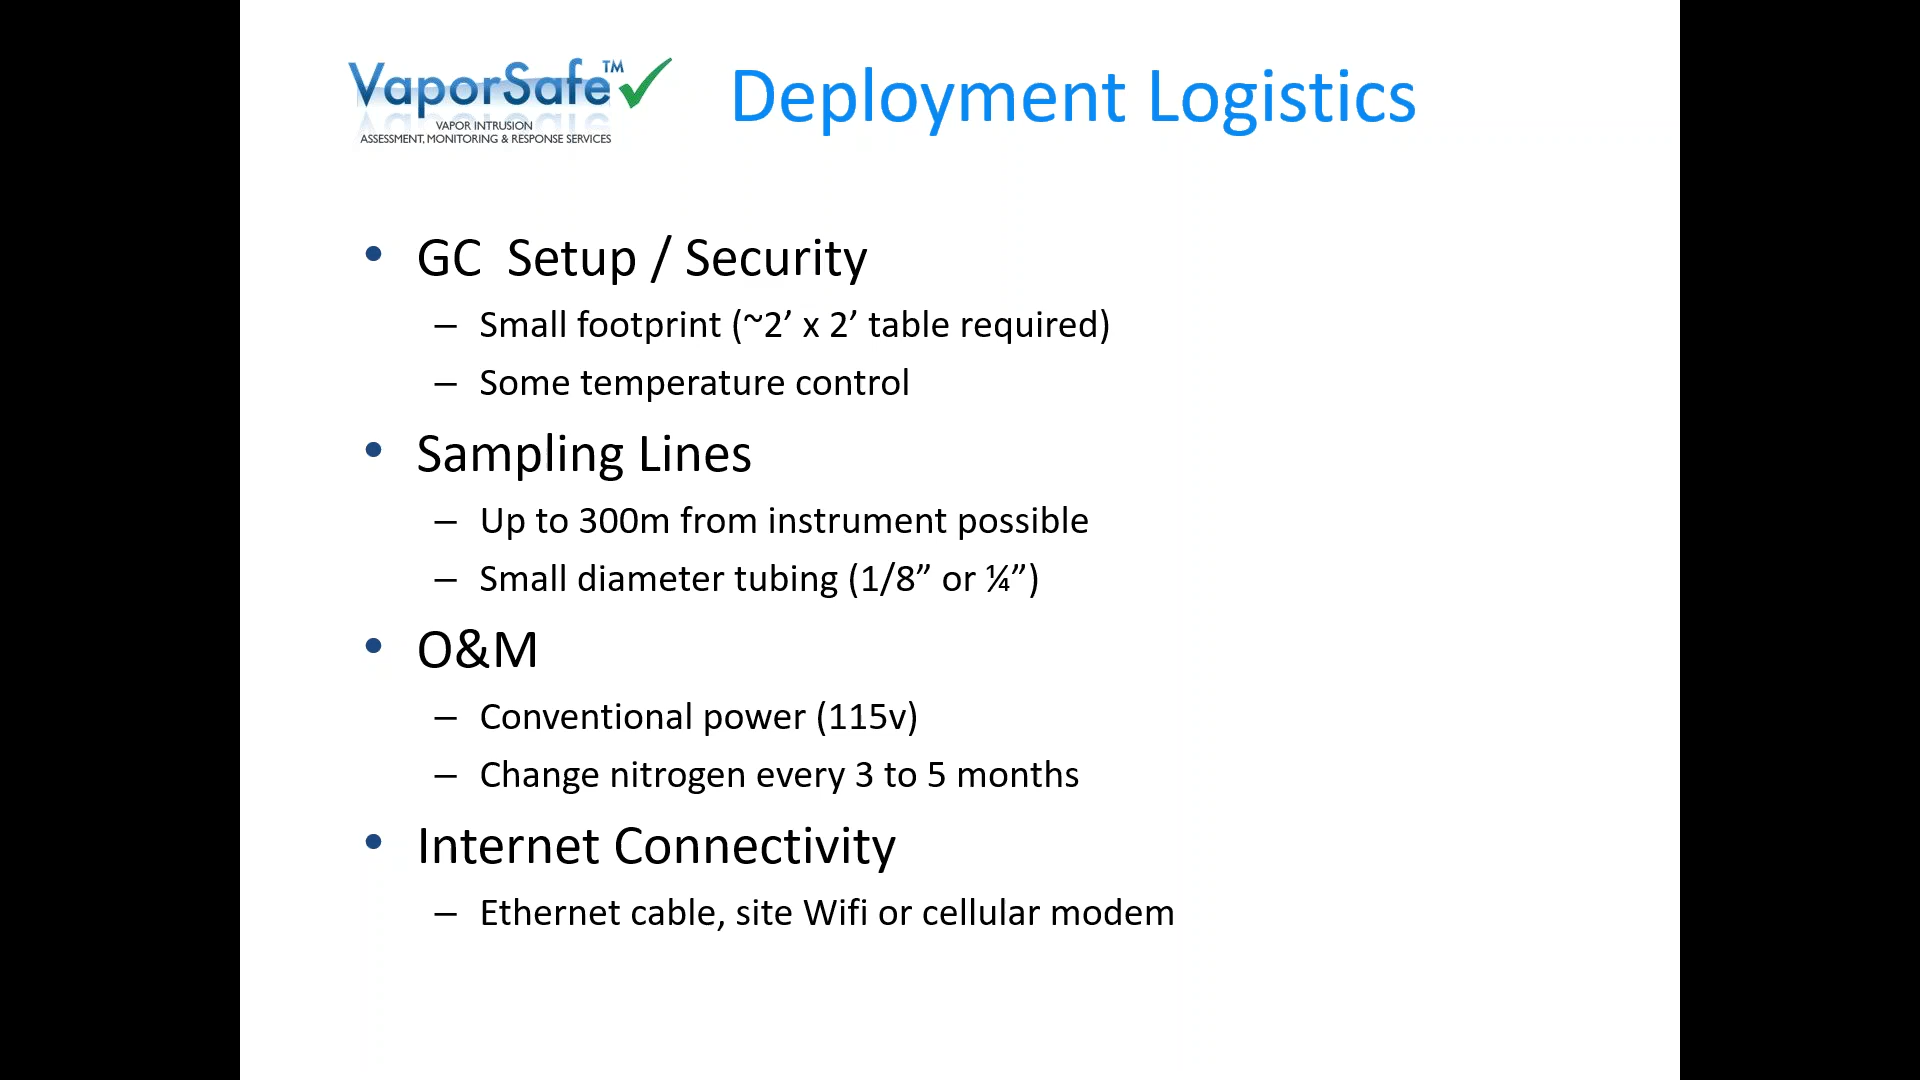 VaporSafe™
VAPOR INTRUSION
ASSESSMENT, MONITORING & RESPONSE SERVICES
Deployment Logistics
• GC  Setup / Security
– Small footprint (~2’ x 2’ table required)
– Some temperature control
• Sampling Lines
– Up to 300m from instrument possible
– Small diameter tubing (1/8” or ¼”)
• O&M
– Conventional power (115v)
– Change nitrogen every 3 to 5 months
• Internet Connectivity
– Ethernet cable, site Wifi or cellular modem